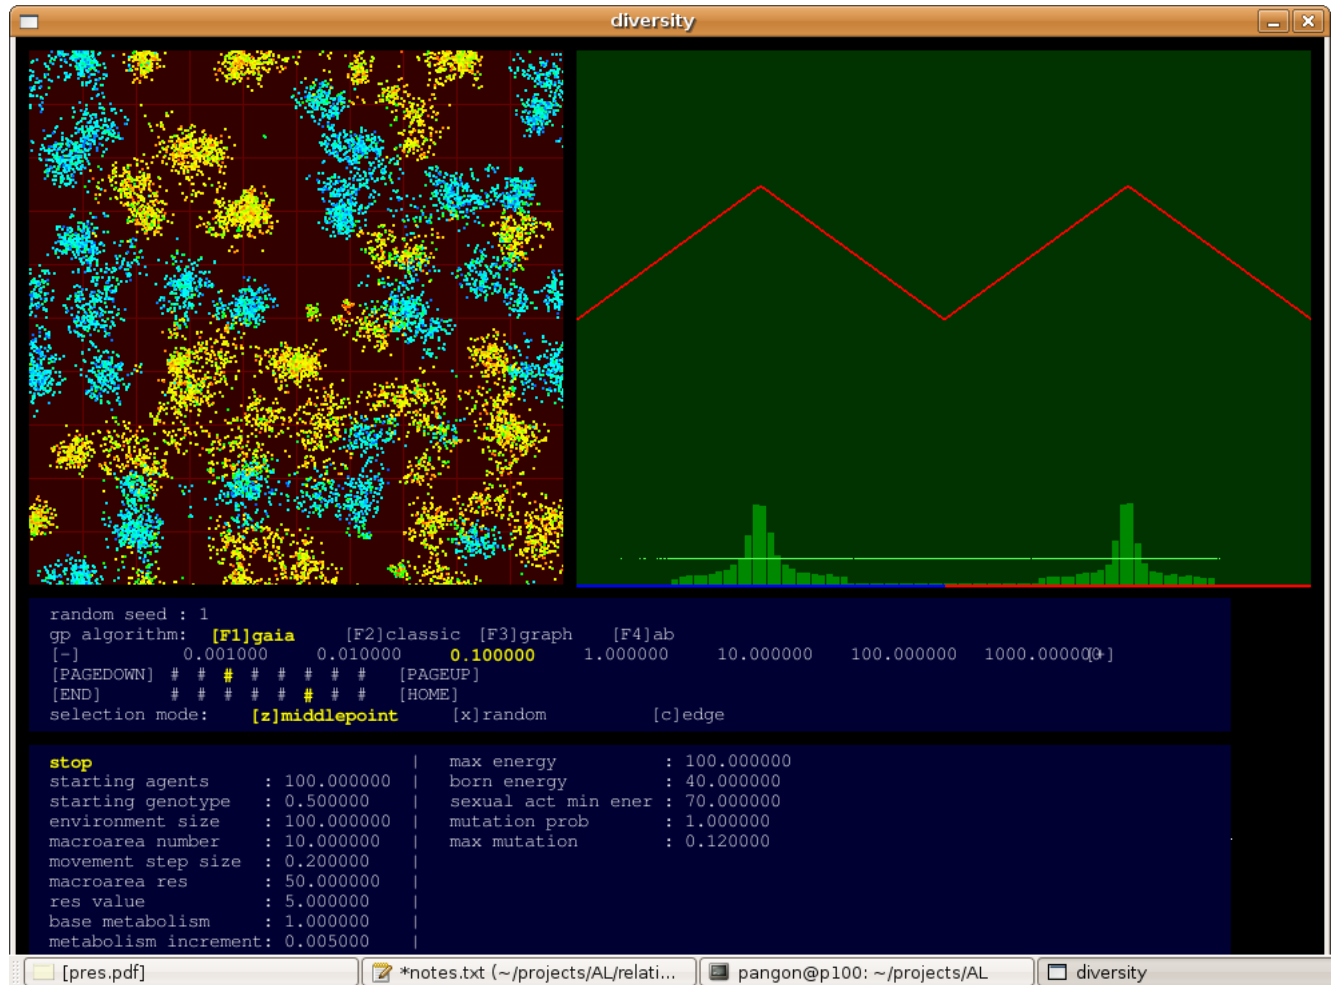 diversity
random seed : 1
gp algorithm: [F1]gaia [F2]classic [F3]graph [F4]ab
[-] 0.001000 0.010000 0.100000 1.000000 10.000000 100.000000 1000.000000[+]
[PAGEDOWN] # # # # # # # # [PAGEUP]
[END] # # # # # # # # [HOME]
selection mode: [z]middlepoint [x]random [c]edge
stop | max energy : 100.000000
starting agents : 100.000000 | born energy : 40.000000
starting genotype : 0.500000 | sexual act min ener : 70.000000
environment size : 100.000000 | mutation prob : 1.000000
macroarea number : 10.000000 | max mutation : 0.120000
movement step size : 0.200000 |
macroarea res : 50.000000 |
res value : 5.000000 |
base metabolism : 1.000000 |
metabolism increment: 0.005000 |
[pres.pdf] *notes.txt (~/projects/AL/relati... pangon@p100: ~/projects/AL diversity